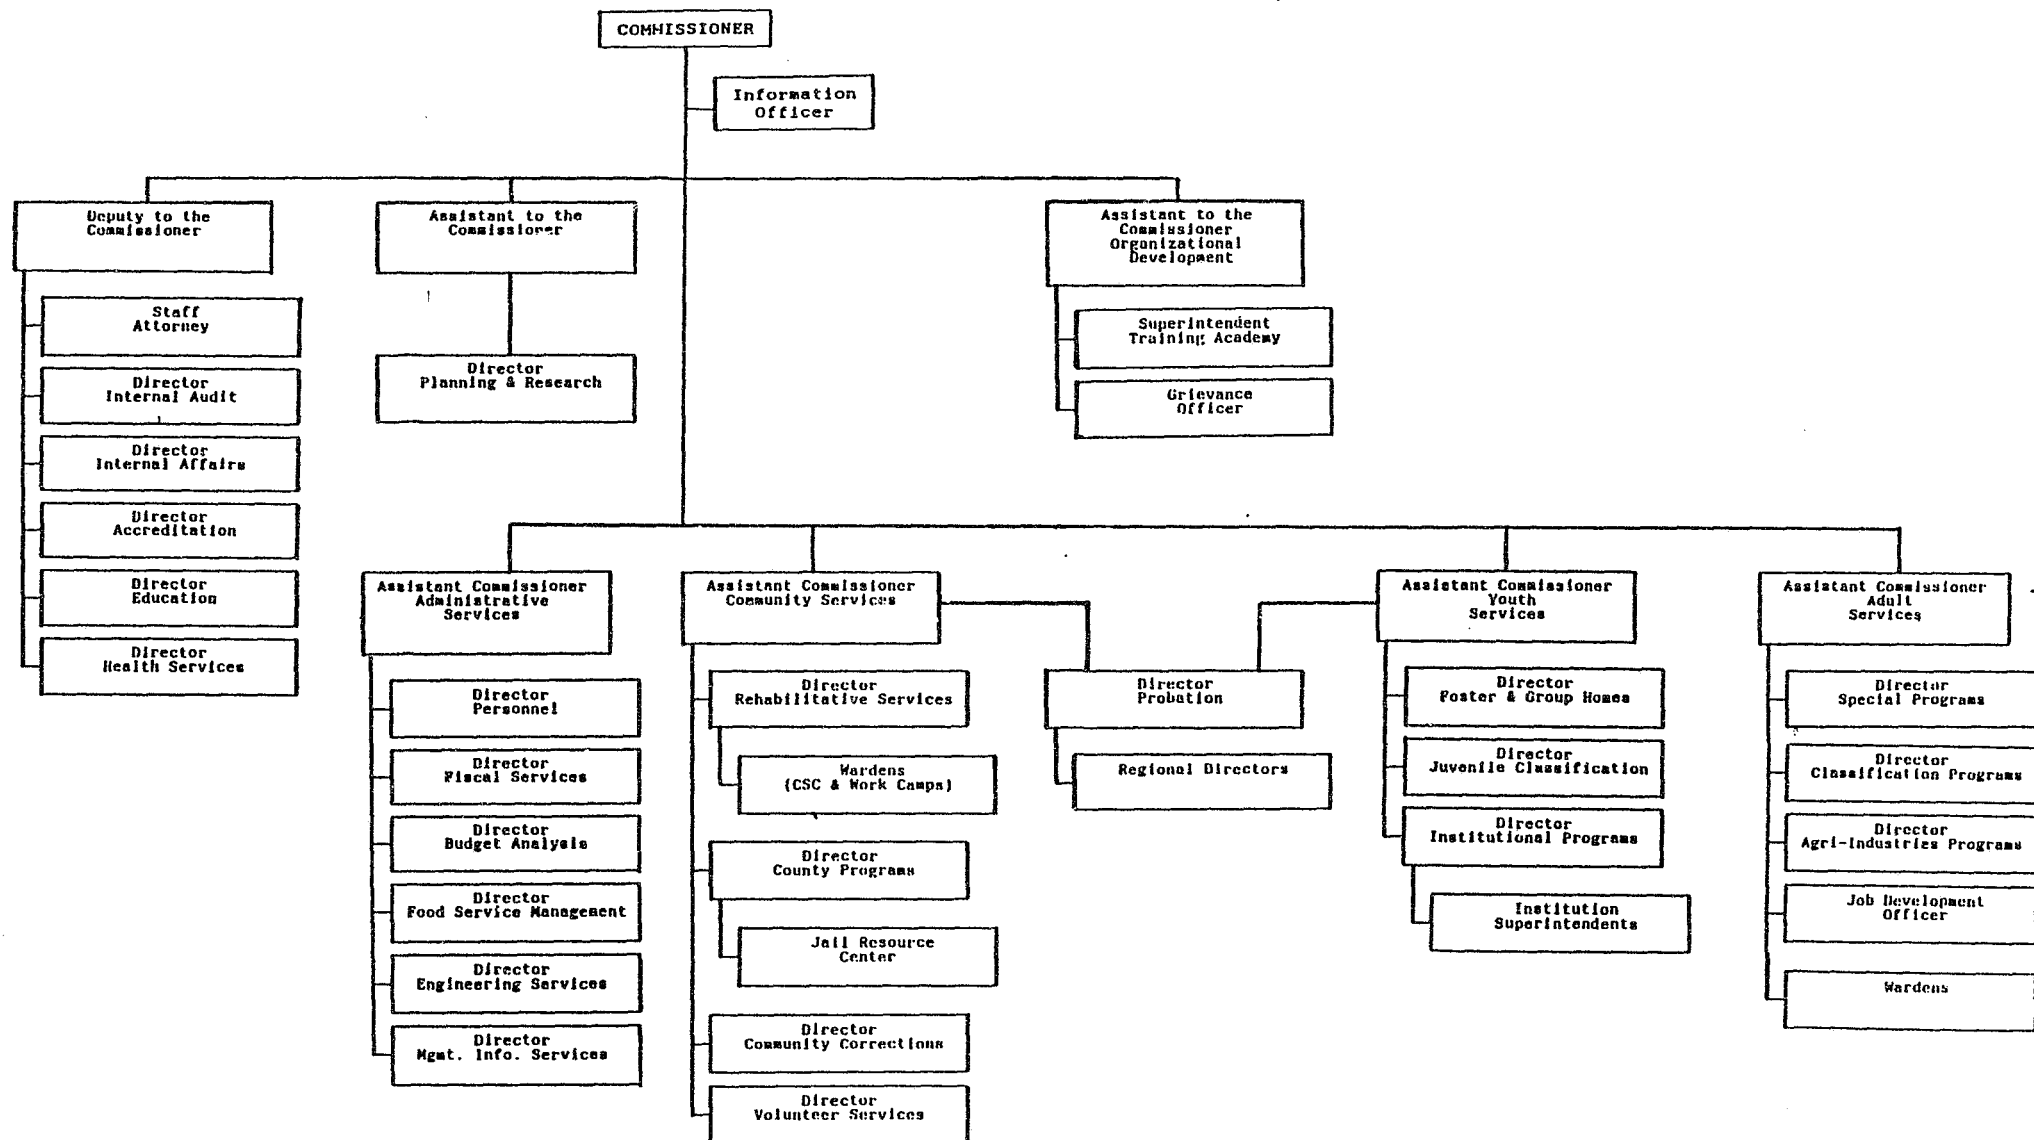 COMMISSIONER
Information
Officer
Deputy to the
Commissioner
Assistant to the
Commissioner
Assistant to the
Commissioner
Organizational
Development
Staff
Attorney
Director
Internal Audit
Director
Internal Affairs
Director
Accreditation
Director
Education
Director
Health Services
Director
Planning & Research
Superintendent
Training Academy
Grievance
Officer
Assistant Commissioner
Administrative
Services
Director
Personnel
Director
Fiscal Services
Director
Budget Analysis
Director
Food Service Management
Director
Engineering Services
Director
Mgmt. Info. Services
Assistant Commissioner
Community Services
Director
Rehabilitative Services
Wardens
(CSC & Work Camps)
Director
County Programs
Jail Resource
Center
Director
Community Corrections
Director
Volunteer Services
Director
Probation
Regional Directors
Assistant Commissioner
Youth
Services
Director
Foster & Group Homes
Director
Juvenile Classification
Director
Institutional Programs
Institution
Superintendents
Assistant Commissioner
Adult
Services
Director
Special Programs
Director
Classification Programs
Director
Agri-Industries Programs
Job Development
Officer
Wardens